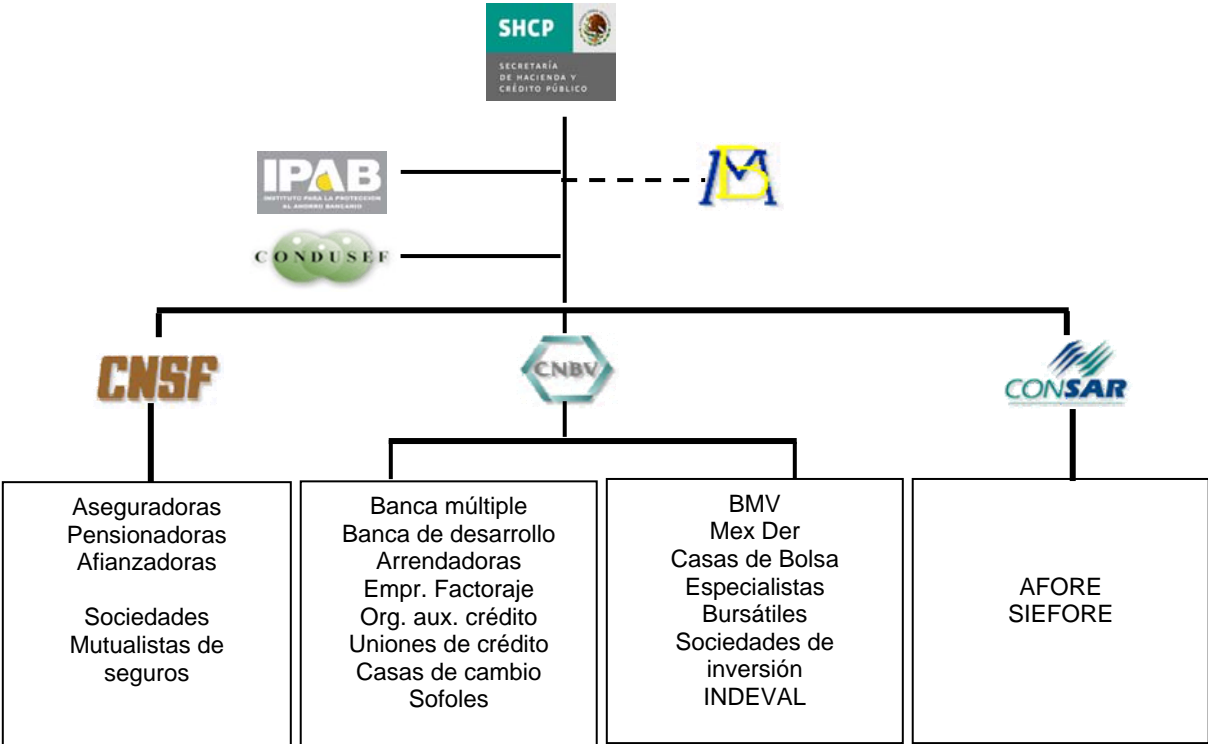 SHCP
SECRETARÍA
DE HACIENDA Y
CRÉDITO PÚBLICO
IPAB
INSTITUTO PARA LA PROTECCION
AL AHORRO BANCARIO
BM
CONDUSEF
CNSF
CNBV
CONSAR
Aseguradoras
Pensionadoras
Afianzadoras
Sociedades
Mutualistas de
seguros
Banca múltiple
Banca de desarrollo
Arrendadoras
Empr. Factoraje
Org. aux. crédito
Uniones de crédito
Casas de cambio
Sofoles
BMV
Mex Der
Casas de Bolsa
Especialistas
Bursátiles
Sociedades de
inversión
INDEVAL
AFORE
SIEFORE